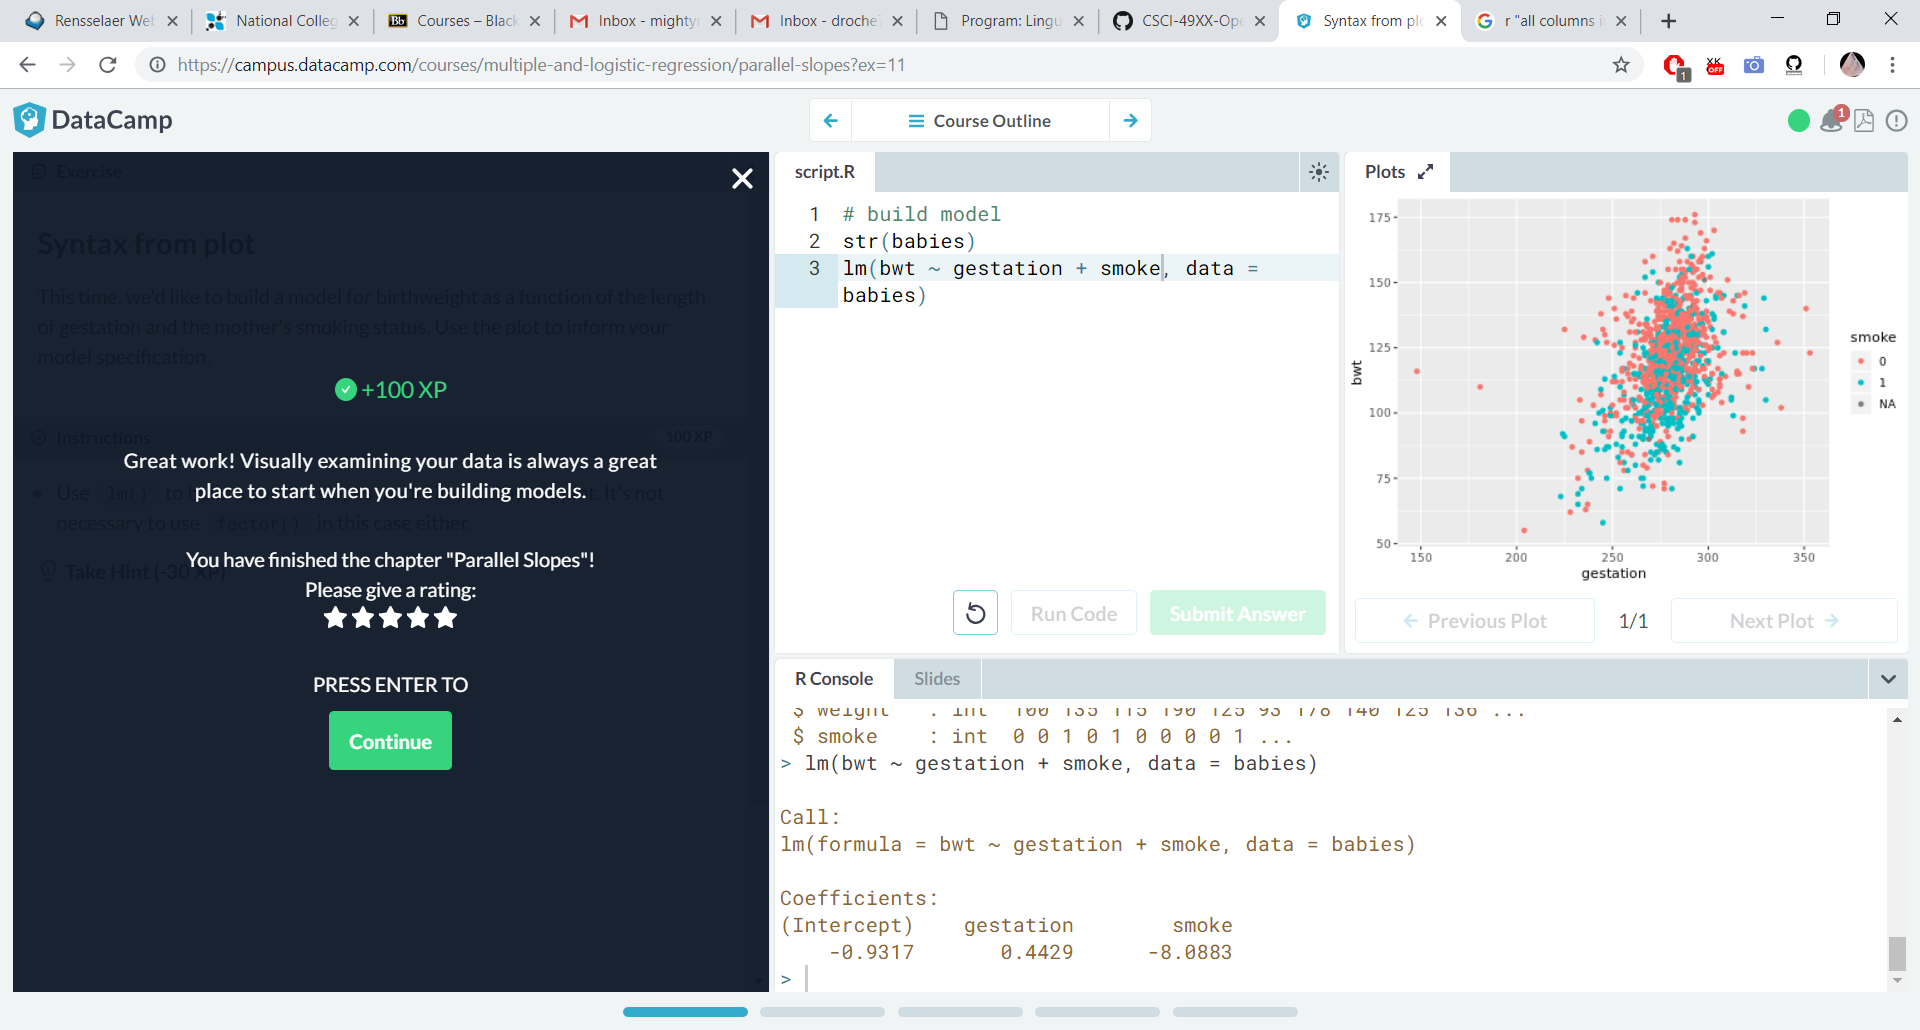 Rensselaer Web
National Colleg
Bb Courses – Black
Inbox - mighty
Inbox - droche
Program: Lingu
CSCI-49XX-Ope
Syntax from plo
r "all columns i
https://campus.datacamp.com/courses/multiple-and-logistic-regression/parallel-slopes?ex=11
1
XK
OFF
DataCamp
Course Outline
1
Exercise
Syntax from plot
This time, we'd like to build a model for birthweight as a function of the length
of gestation and the mother's smoking status. Use the plot to inform your
model specification.
+100 XP
Instructions
100 XP
Great work! Visually examining your data is always a great
place to start when you're building models.
Use lm() to
t. It's not
necessary to use factor() in this case either.
You have finished the chapter "Parallel Slopes"!
Take Hint (-30 XP)
Please give a rating:
PRESS ENTER TO
Continue
script.R
1 # build model
2 str(babies)
3 lm(bwt ~ gestation + smoke, data =
babies)
Run Code
Submit Answer
Plots
175
150
125
100
75
50
bwt
150 200 250 300 350
gestation
smoke
0
1
NA
Previous Plot
1/1
Next Plot
R Console
Slides
$ weight : int 100 135 115 190 125 93 178 140 125 136 ...
$ smoke : int 0 0 1 0 1 0 0 0 0 1 ...
> lm(bwt ~ gestation + smoke, data = babies)
Call:
lm(formula = bwt ~ gestation + smoke, data = babies)
Coefficients:
(Intercept) gestation smoke
-0.9317 0.4429 -8.0883
>